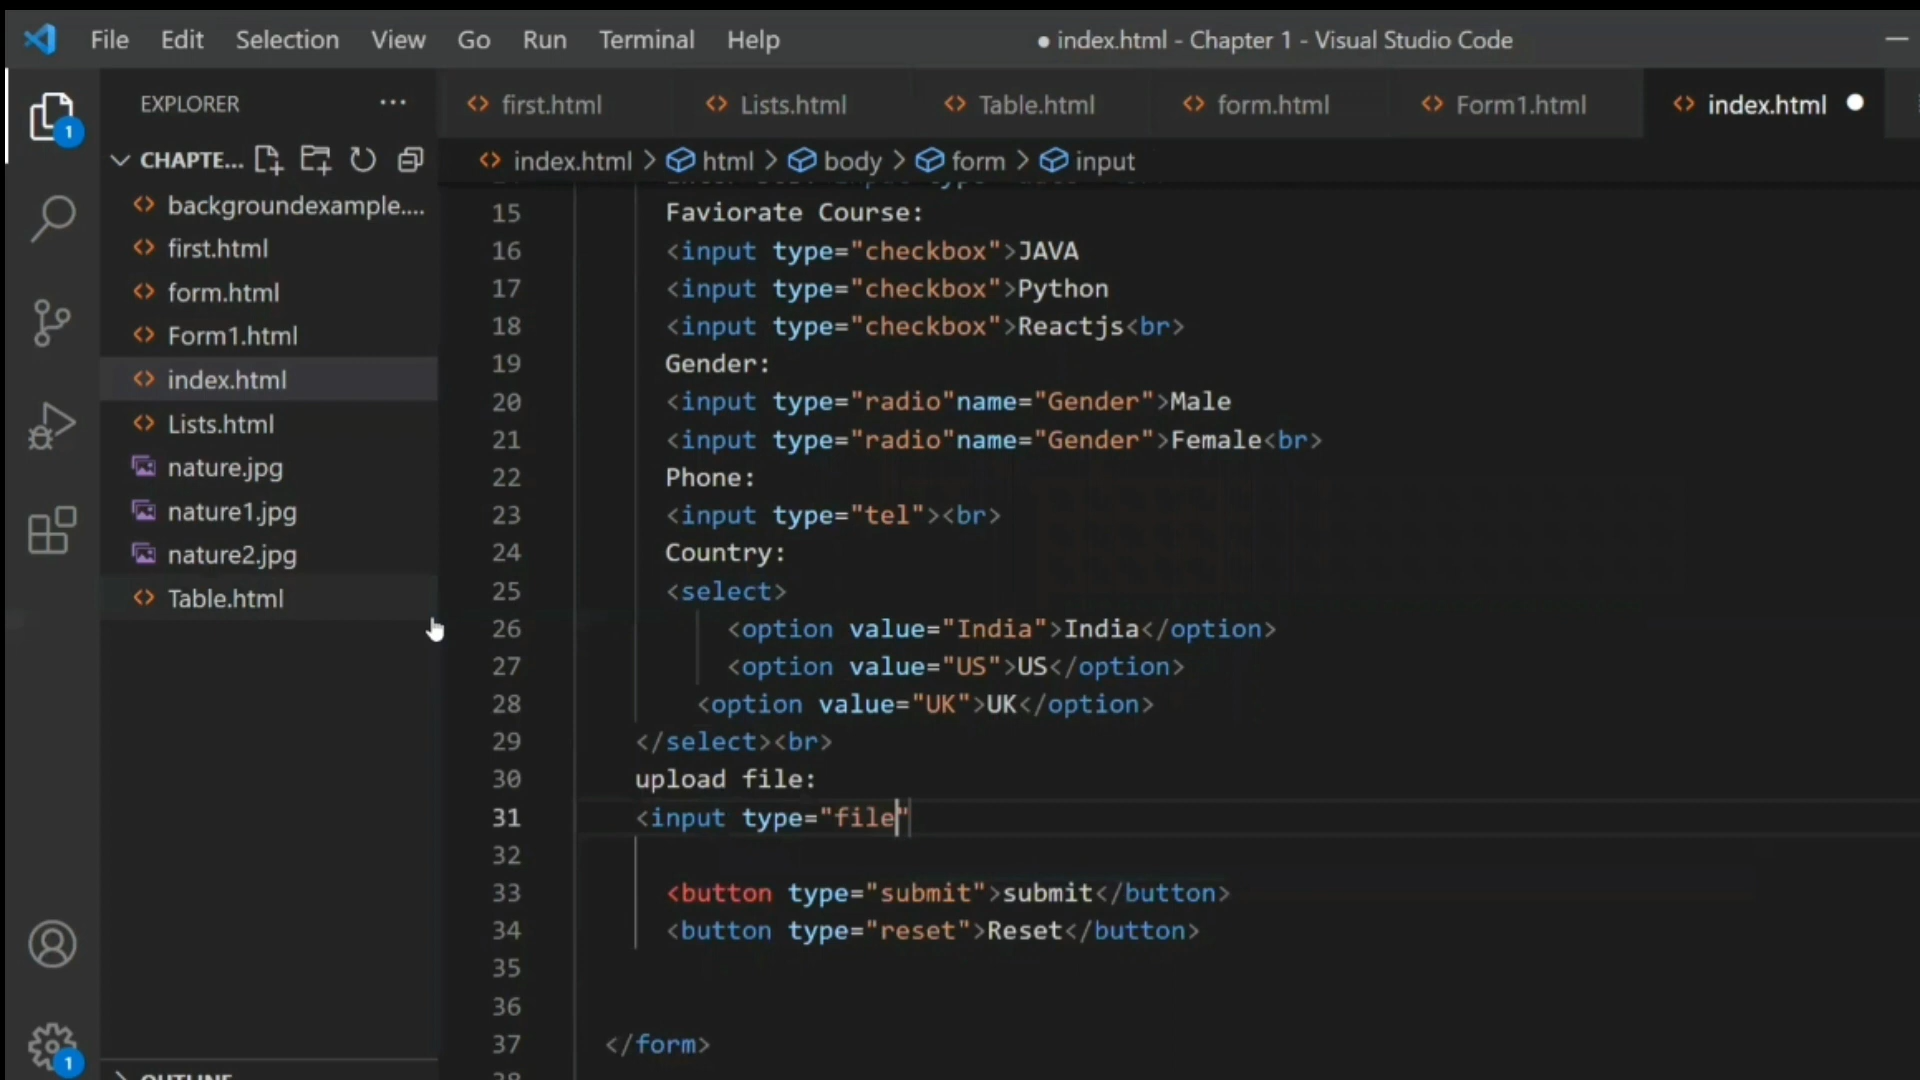 File Edit Selection View Go Run Terminal Help
● index.html - Chapter 1 - Visual Studio Code
EXPLORER
first.html
Lists.html
Table.html
form.html
Form1.html
index.html
CHAPTE...
index.html > html > body > form > input
backgroundexample....
first.html
form.html
Form1.html
index.html
Lists.html
nature.jpg
nature1.jpg
nature2.jpg
Table.html
1
1
15 Faviorate Course:
16 <input type="checkbox">JAVA
17 <input type="checkbox">Python
18 <input type="checkbox">Reactjs<br>
19 Gender:
20 <input type="radio"name="Gender">Male
21 <input type="radio"name="Gender">Female<br>
22 Phone:
23 <input type="tel"><br>
24 Country:
25 <select>
26 <option value="India">India</option>
27 <option value="US">US</option>
28 <option value="UK">UK</option>
29 </select><br>
30 upload file:
31 <input type="file"
32
33 <button type="submit">submit</button>
34 <button type="reset">Reset</button>
35
36
37 </form>
38
OUTLINE